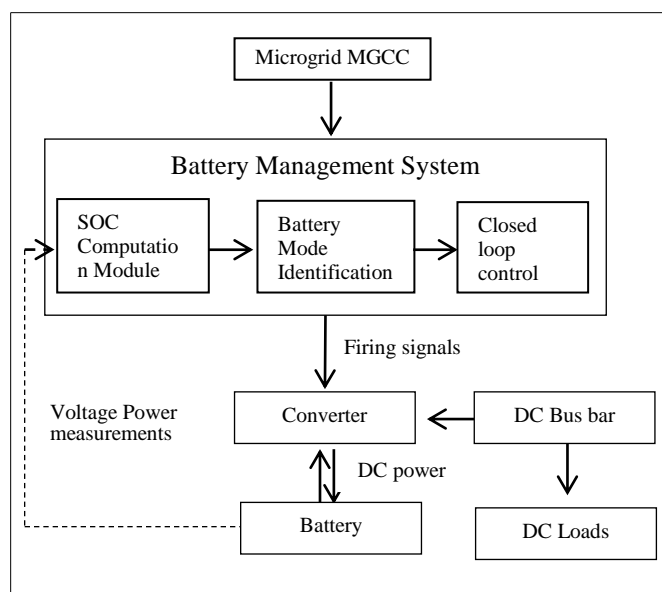 Microgrid MGCC
Battery Management System
SOC
Computatio
n Module
Battery
Mode
Identification
Closed
loop
control
Firing signals
Voltage Power
measurements
Converter
DC Bus bar
DC power
Battery
DC Loads